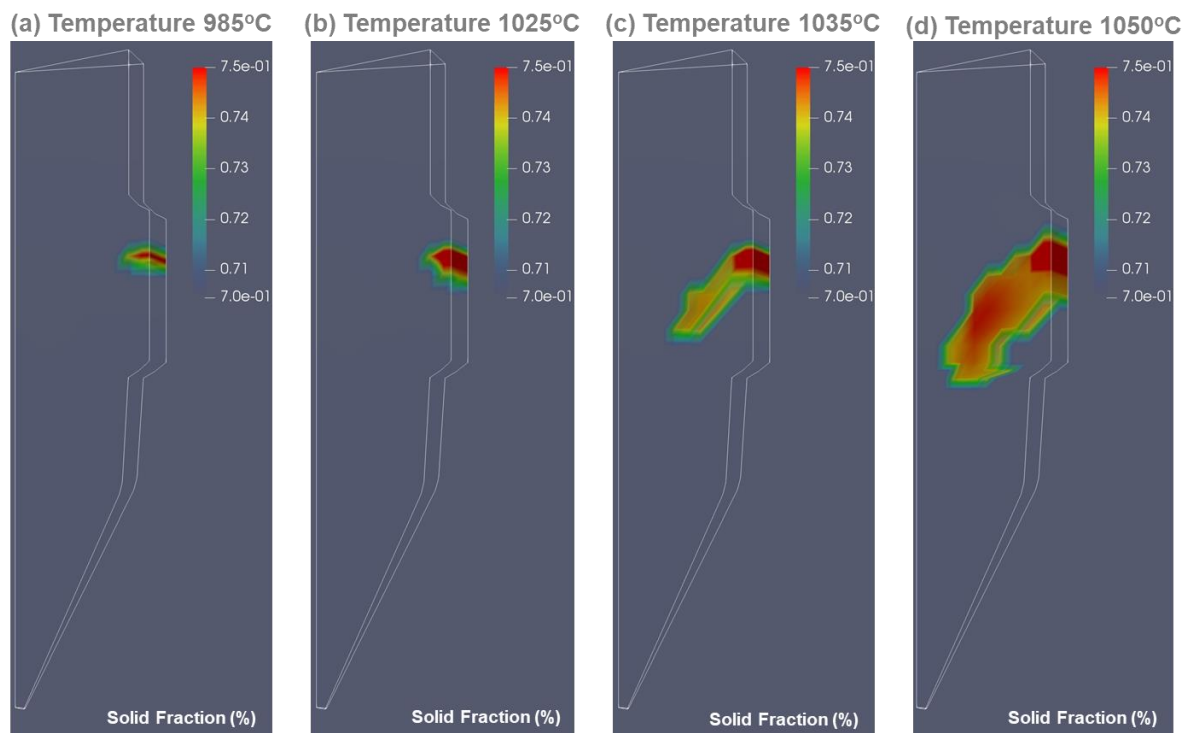 (a) Temperature 985°C
(b) Temperature 1025°C
(c) Temperature 1035°C
(d) Temperature 1050°C
7.5e-01
0.74
0.73
0.72
0.71
7.0e-01
Solid Fraction (%)
7.5e-01
0.74
0.73
0.72
0.71
7.0e-01
Solid Fraction (%)
7.5e-01
0.74
0.73
0.72
0.71
7.0e-01
Solid Fraction (%)
7.5e-01
0.74
0.73
0.72
0.71
7.0e-01
Solid Fraction (%)